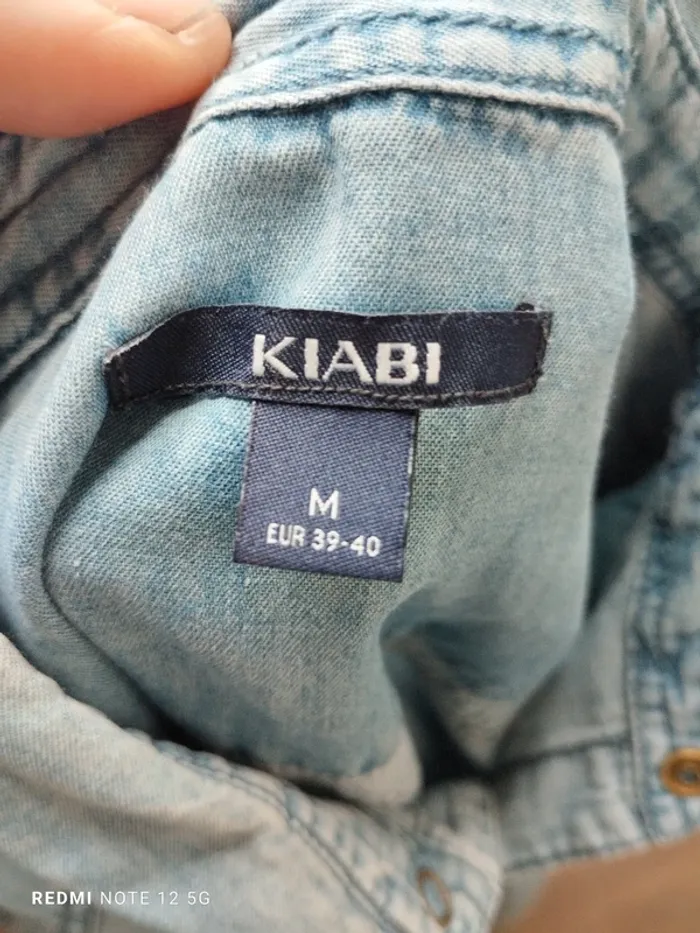 KIABI
M
EUR 39-40
REDMI NOTE 12 5G